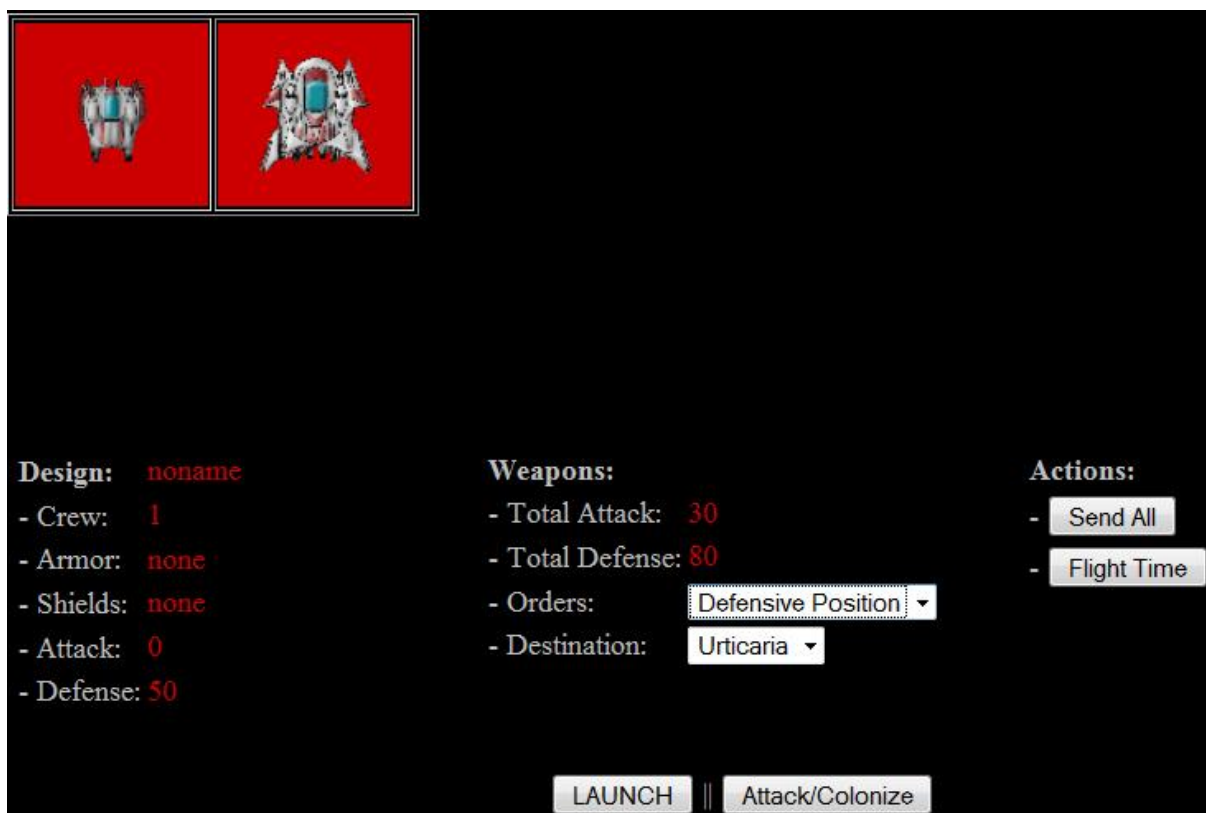 Design: noname
- Crew: 1
- Armor: none
- Shields: none
- Attack: 0
- Defense: 50
Weapons:
- Total Attack: 30
- Total Defense: 80
- Orders: Defensive Position
- Destination: Urticaria
Actions:
- Send All
- Flight Time
LAUNCH || Attack/Colonize